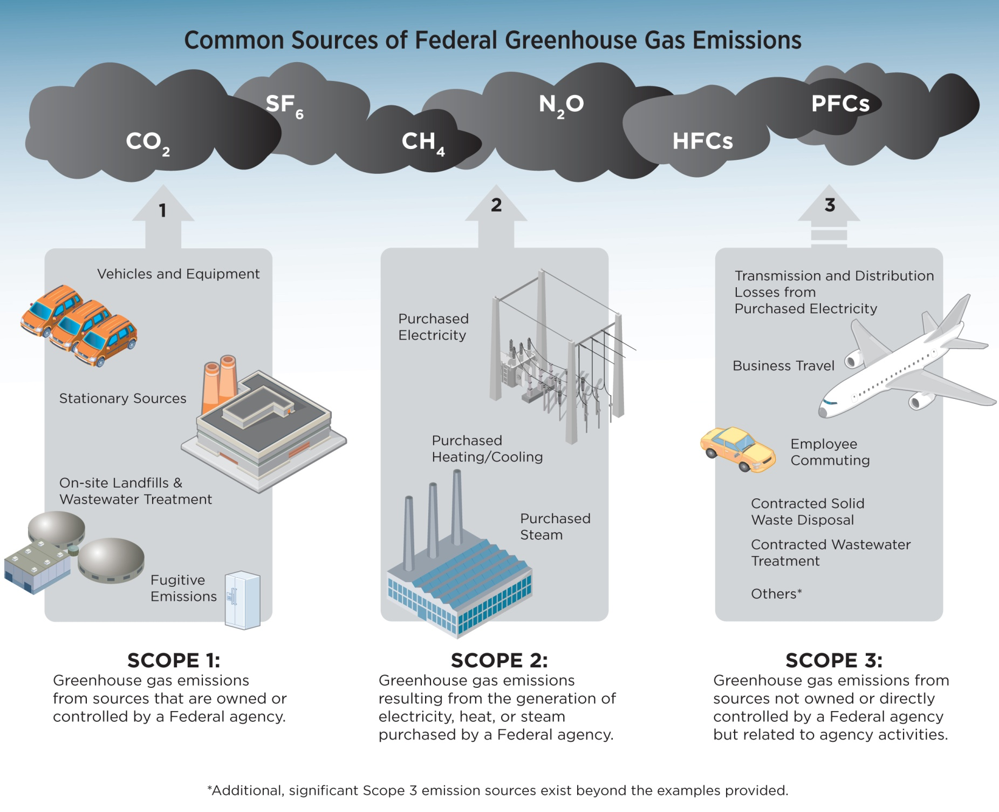 Common Sources of Federal Greenhouse Gas Emissions
CO2
SF6
CH4
N2O
HFCs
PFCs
1
Vehicles and Equipment
Stationary Sources
On-site Landfills &
Wastewater Treatment
Fugitive
Emissions
2
Purchased
Electricity
Purchased
Heating/Cooling
Purchased
Steam
3
Transmission and Distribution
Losses from
Purchased Electricity
Business Travel
Employee
Commuting
Contracted Solid
Waste Disposal
Contracted Wastewater
Treatment
Others*
SCOPE 1:
Greenhouse gas emissions
from sources that are owned or
controlled by a Federal agency.
SCOPE 2:
Greenhouse gas emissions
resulting from the generation of
electricity, heat, or steam
purchased by a Federal agency.
SCOPE 3:
Greenhouse gas emissions from
sources not owned or directly
controlled by a Federal agency
but related to agency activities.
*Additional, significant Scope 3 emission sources exist beyond the examples provided.